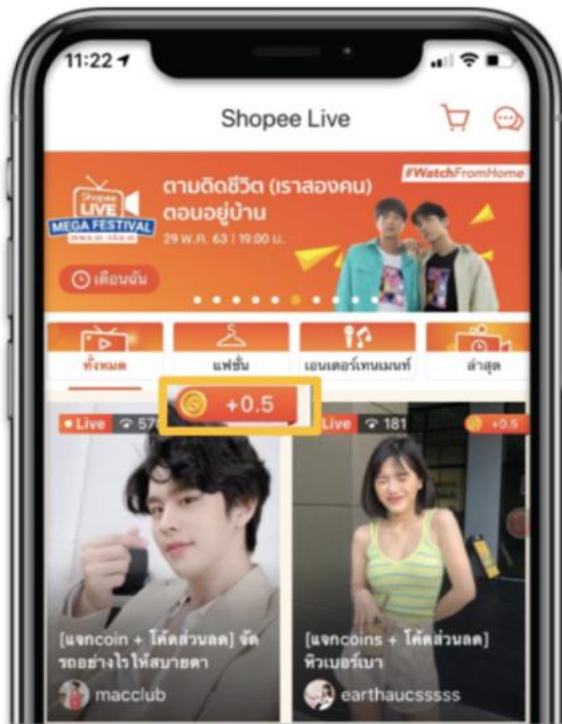 11:22
Shopee Live
#WatchFromHome
Shopee
LIVE
MEGA FESTIVAL
ตามติดชีวิต (เราสองคน)
ตอนอยู่บ้าน
29 พ.ค. 63 | 19:00 น.
เตือนฉัน
ทั้งหมด
แฟชั่น
เอนเตอร์เทนเมนท์
ล่าสุด
+0.5
Live 57
Live 181
+0.5
[แจกcoin + โค้ดส่วนลด] จัด
รถอย่างไรให้สบายตา
macclub
[แจกcoins + โค้ดส่วนลด]
หิวเบอร์เบา
earthaucsssss